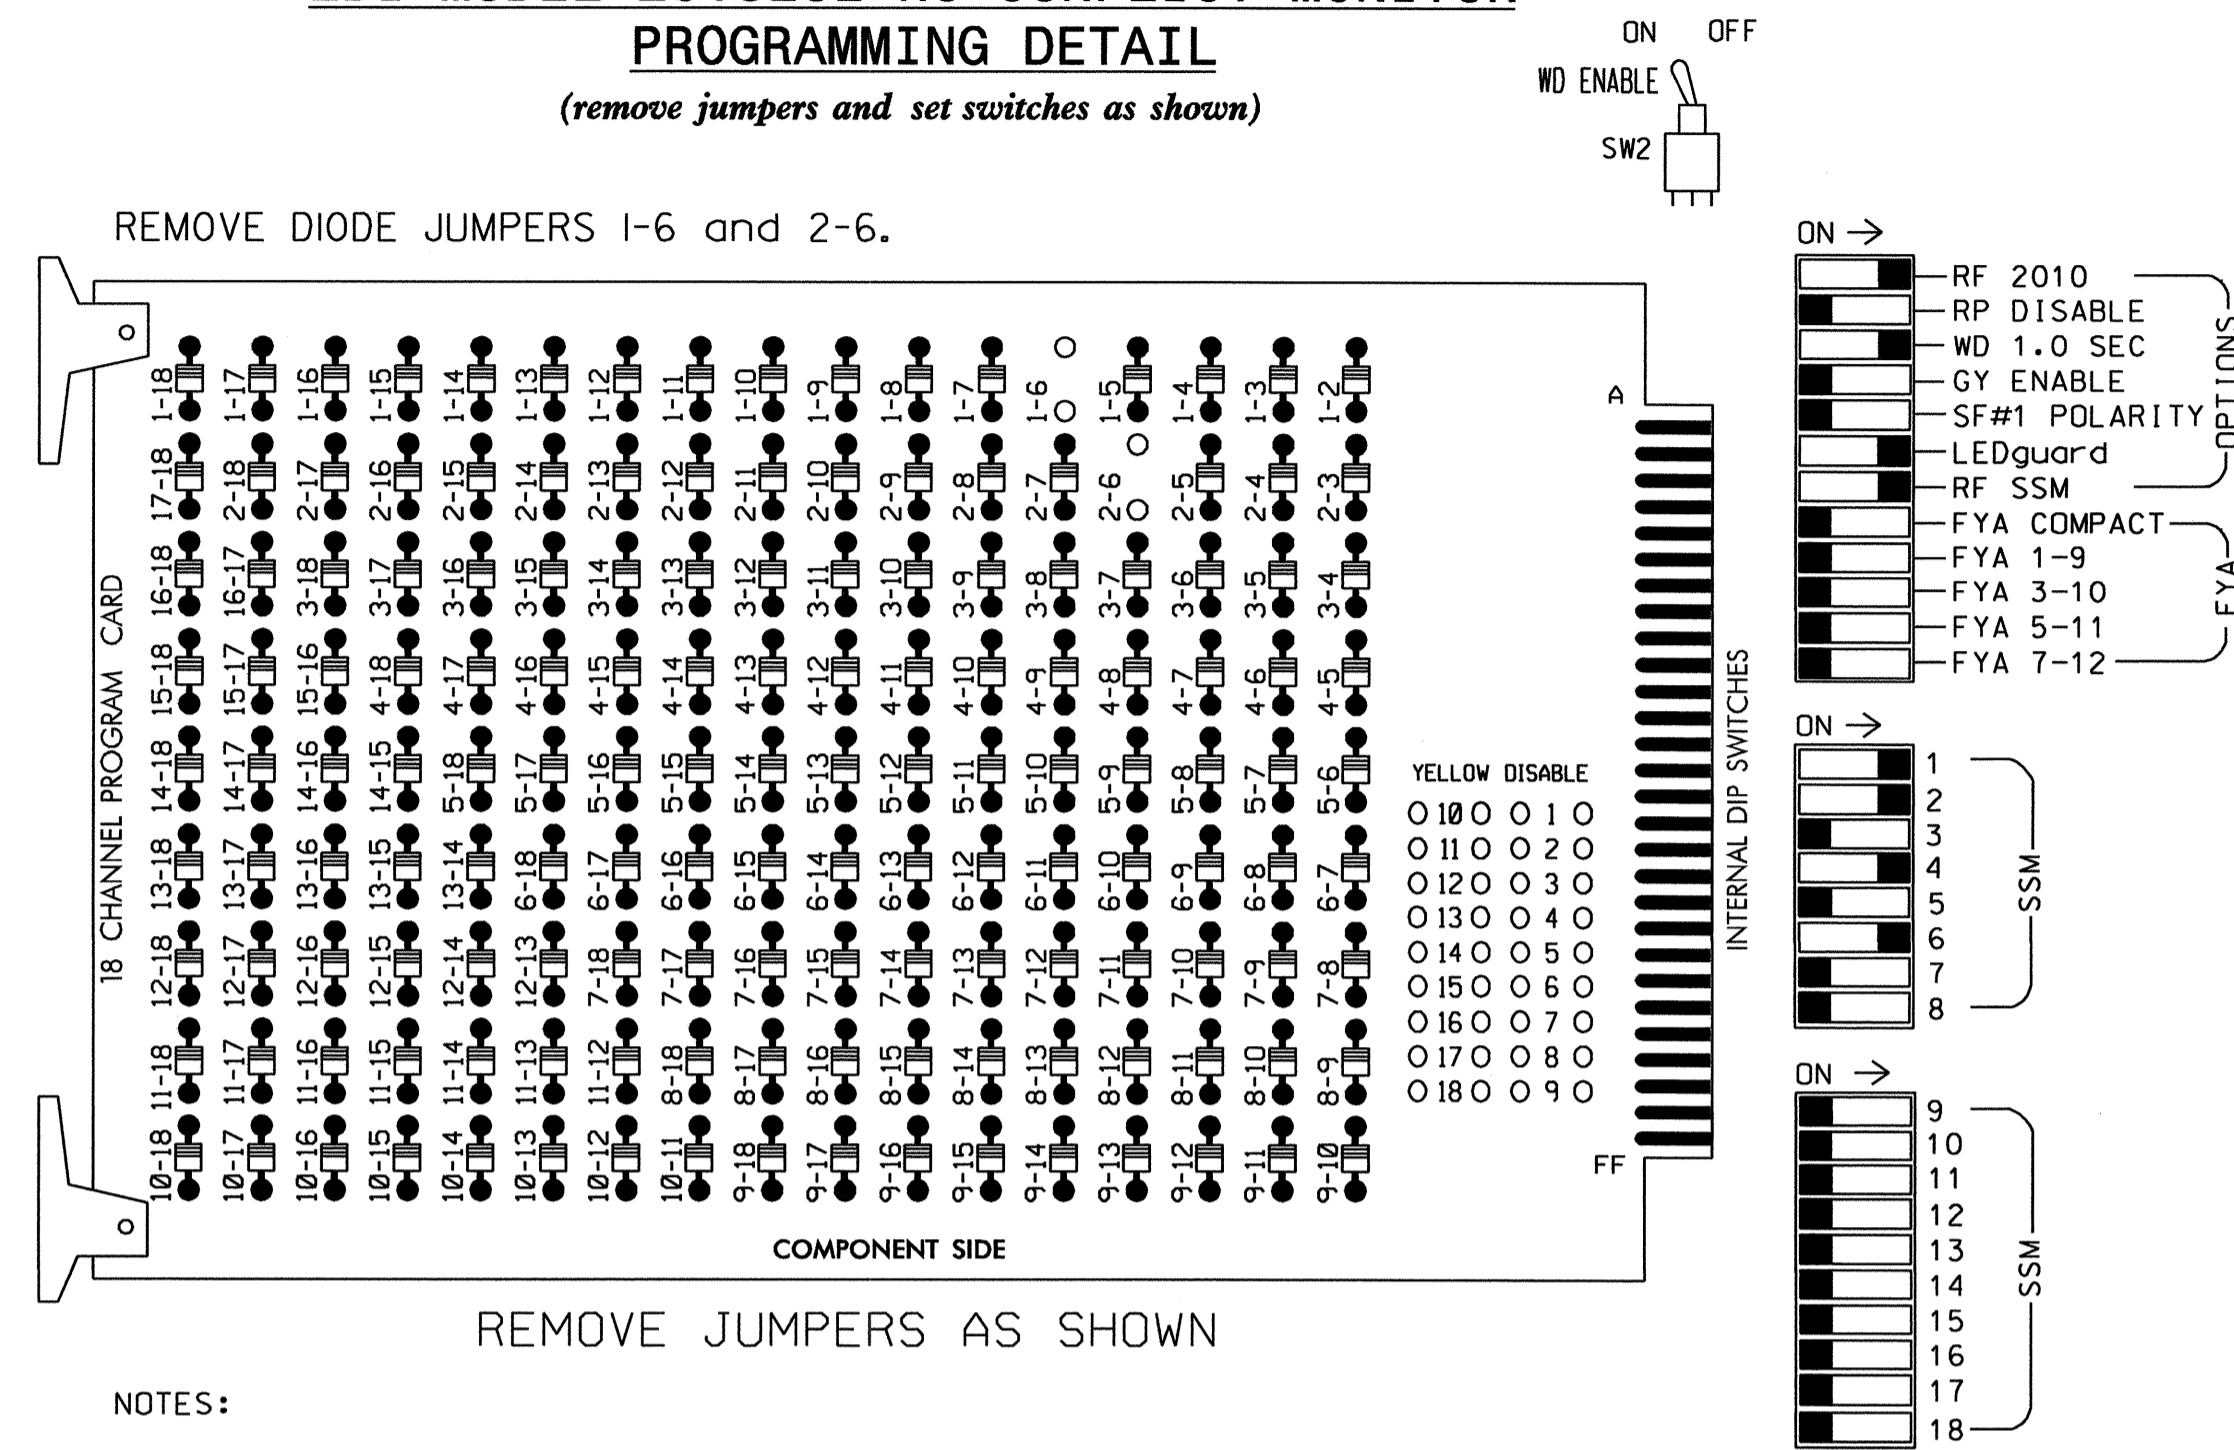 PROGRAMMING DETAIL
(remove jumpers and set switches as shown)
ON OFF
WD ENABLE
SW2
REMOVE DIODE JUMPERS 1-6 and 2-6.
18 CHANNEL PROGRAM CARD
1-18 1-17 1-16 1-15 1-14 1-13 1-12 1-11 1-10 1-9 1-8 1-7 1-6 1-5 1-4 1-3 1-2
17-18 2-18 2-17 2-16 2-15 2-14 2-13 2-12 2-11 2-10 2-9 2-8 2-7 2-6 2-5 2-4 2-3
16-18 16-17 3-18 3-17 3-16 3-15 3-14 3-13 3-12 3-11 3-10 3-9 3-8 3-7 3-6 3-5 3-4
15-18 15-17 15-16 4-18 4-17 4-16 4-15 4-14 4-13 4-12 4-11 4-10 4-9 4-8 4-7 4-6 4-5
14-18 14-17 14-16 14-15 5-18 5-17 5-16 5-15 5-14 5-13 5-12 5-11 5-10 5-9 5-8 5-7 5-6
13-18 13-17 13-16 13-15 13-14 6-18 6-17 6-16 6-15 6-14 6-13 6-12 6-11 6-10 6-9 6-8 6-7
12-18 12-17 12-16 12-15 12-14 12-13 7-18 7-17 7-16 7-15 7-14 7-13 7-12 7-11 7-10 7-9 7-8
11-18 11-17 11-16 11-15 11-14 11-13 11-12 8-18 8-17 8-16 8-15 8-14 8-13 8-12 8-11 8-10 8-9
10-18 10-17 10-16 10-15 10-14 10-13 10-12 10-11 9-18 9-17 9-16 9-15 9-14 9-13 9-12 9-11 9-10
A
YELLOW DISABLE
10 1
11 2
12 3
13 4
14 5
15 6
16 7
17 8
18 9
FF
COMPONENT SIDE
INTERNAL DIP SWITCHES
ON →
RF 2010
RP DISABLE
WD 1.0 SEC
GY ENABLE
SF#1 POLARITY
LEDguard
RF SSM
OPTIONS
FYA COMPACT
FYA 1-9
FYA 3-10
FYA 5-11
FYA 7-12
FYA
ON →
1
2
3
4
5
6
7
8
SSM
ON →
9
10
11
12
13
14
15
16
17
18
SSM
REMOVE JUMPERS AS SHOWN
NOTES: